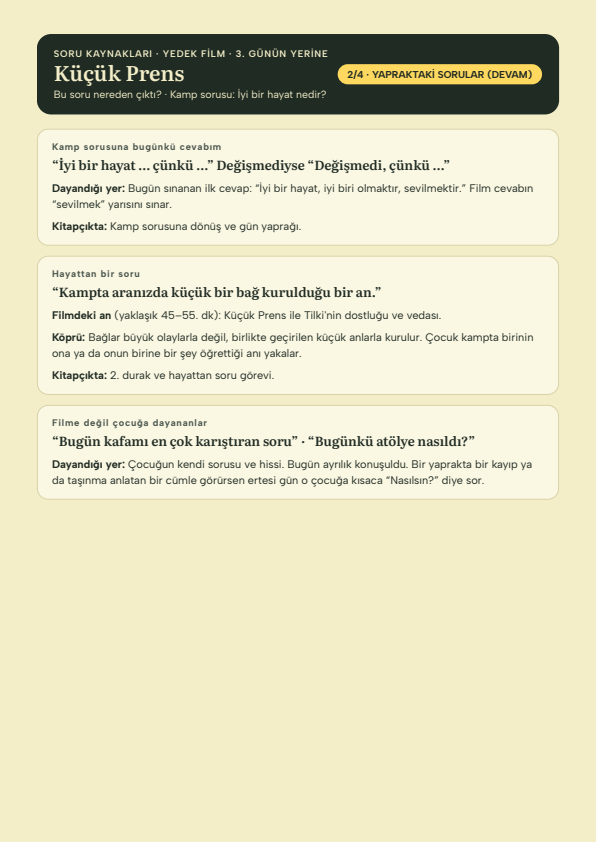 SORU KAYNAKLARI · YEDEK FİLM · 3. GÜNÜN YERİNE
Küçük Prens
2/4 · YAPRAKTAKİ SORULAR (DEVAM)
Bu soru nereden çıktı? · Kamp sorusu: İyi bir hayat nedir?
Kamp sorusuna bugünkü cevabım
“İyi bir hayat … çünkü …” Değişmediyse “Değişmedi, çünkü …”
Dayandığı yer: Bugün sınanan ilk cevap: “İyi bir hayat, iyi biri olmaktır, sevilmektir.” Film cevabın
“sevilmek” yarısını sınar.
Kitapçıkta: Kamp sorusuna dönüş ve gün yaprağı.
Hayattan bir soru
“Kampta aranızda küçük bir bağ kurulduğu bir an.”
Filmdeki an (yaklaşık 45–55. dk): Küçük Prens ile Tilki'nin dostluğu ve vedası.
Köprü: Bağlar büyük olaylarla değil, birlikte geçirilen küçük anlarla kurulur. Çocuk kampta birinin
ona ya da onun birine bir şey öğrettiği anı yakalar.
Kitapçıkta: 2. durak ve hayattan soru görevi.
Filme değil çocuğa dayananlar
“Bugün kafamı en çok karıştıran soru” · “Bugünkü atölye nasıldı?”
Dayandığı yer: Çocuğun kendi sorusu ve hissi. Bugün ayrılık konuşuldu. Bir yaprakta bir kayıp ya
da taşınma anlatan bir cümle görürsen ertesi gün o çocuğa kısaca “Nasılsın?” diye sor.